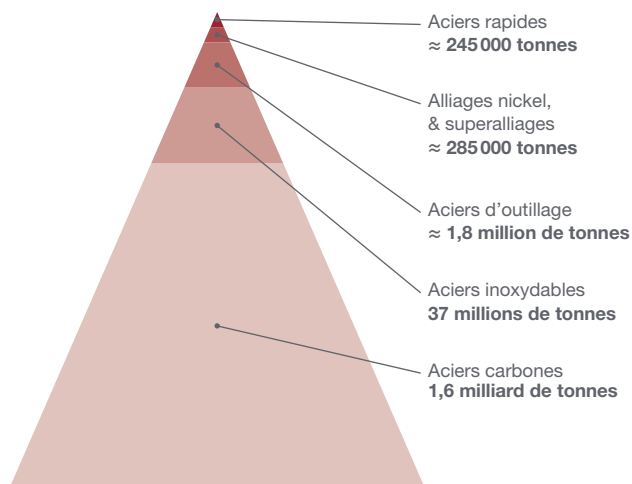 Aciers rapides
≈ 245 000 tonnes
Alliages nickel,
& superalliages
≈ 285 000 tonnes
Aciers d’outillage
≈ 1,8 million de tonnes
Aciers inoxydables
37 millions de tonnes
Aciers carbones
1,6 milliard de tonnes